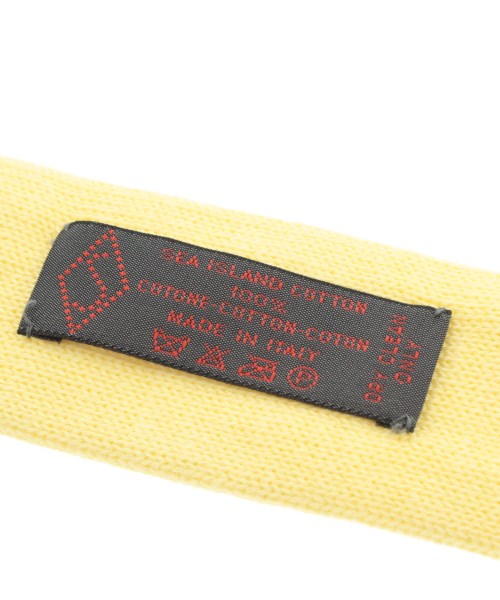 SEA ISLAND COTTON
100%
COTONE-COTTON-COTON
MADE IN ITALY
P
DRY CLEAN
ONLY